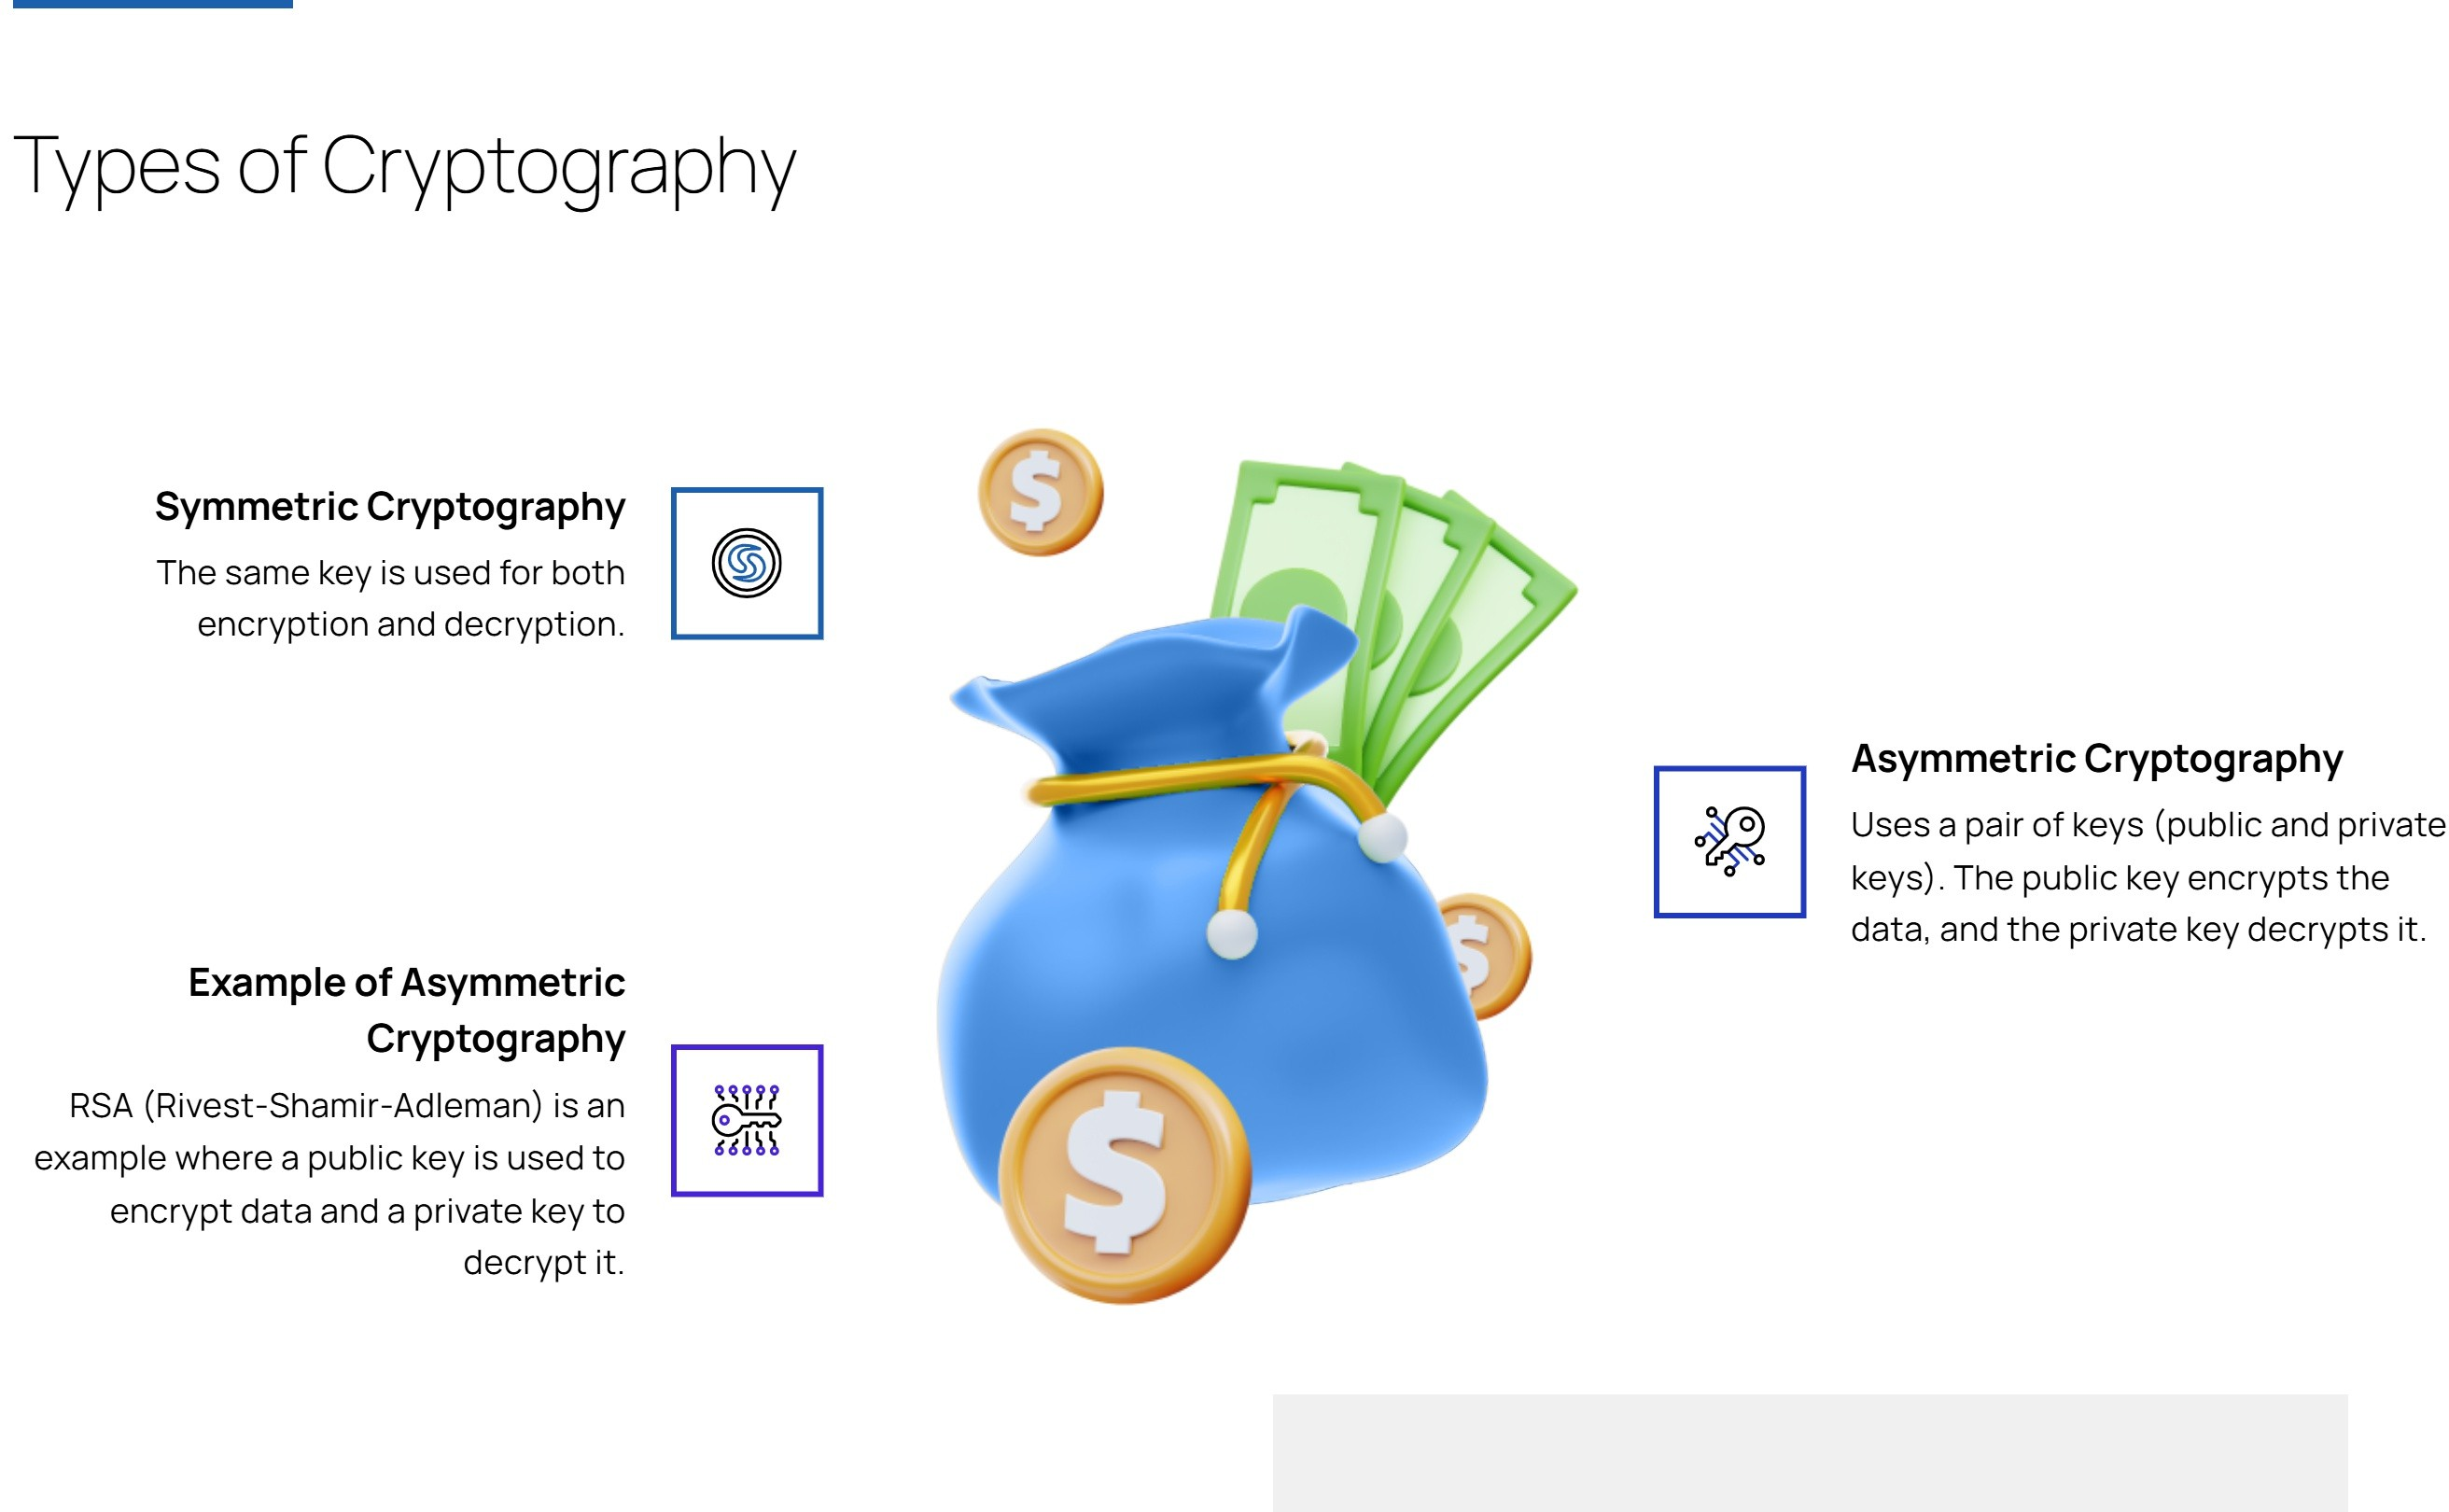 Types of Cryptography
Symmetric Cryptography
The same key is used for both
encryption and decryption.
Asymmetric Cryptography
Uses a pair of keys (public and private
keys). The public key encrypts the
data, and the private key decrypts it.
Example of Asymmetric
Cryptography
RSA (Rivest-Shamir-Adleman) is an
example where a public key is used to
encrypt data and a private key to
decrypt it.
$
$
$